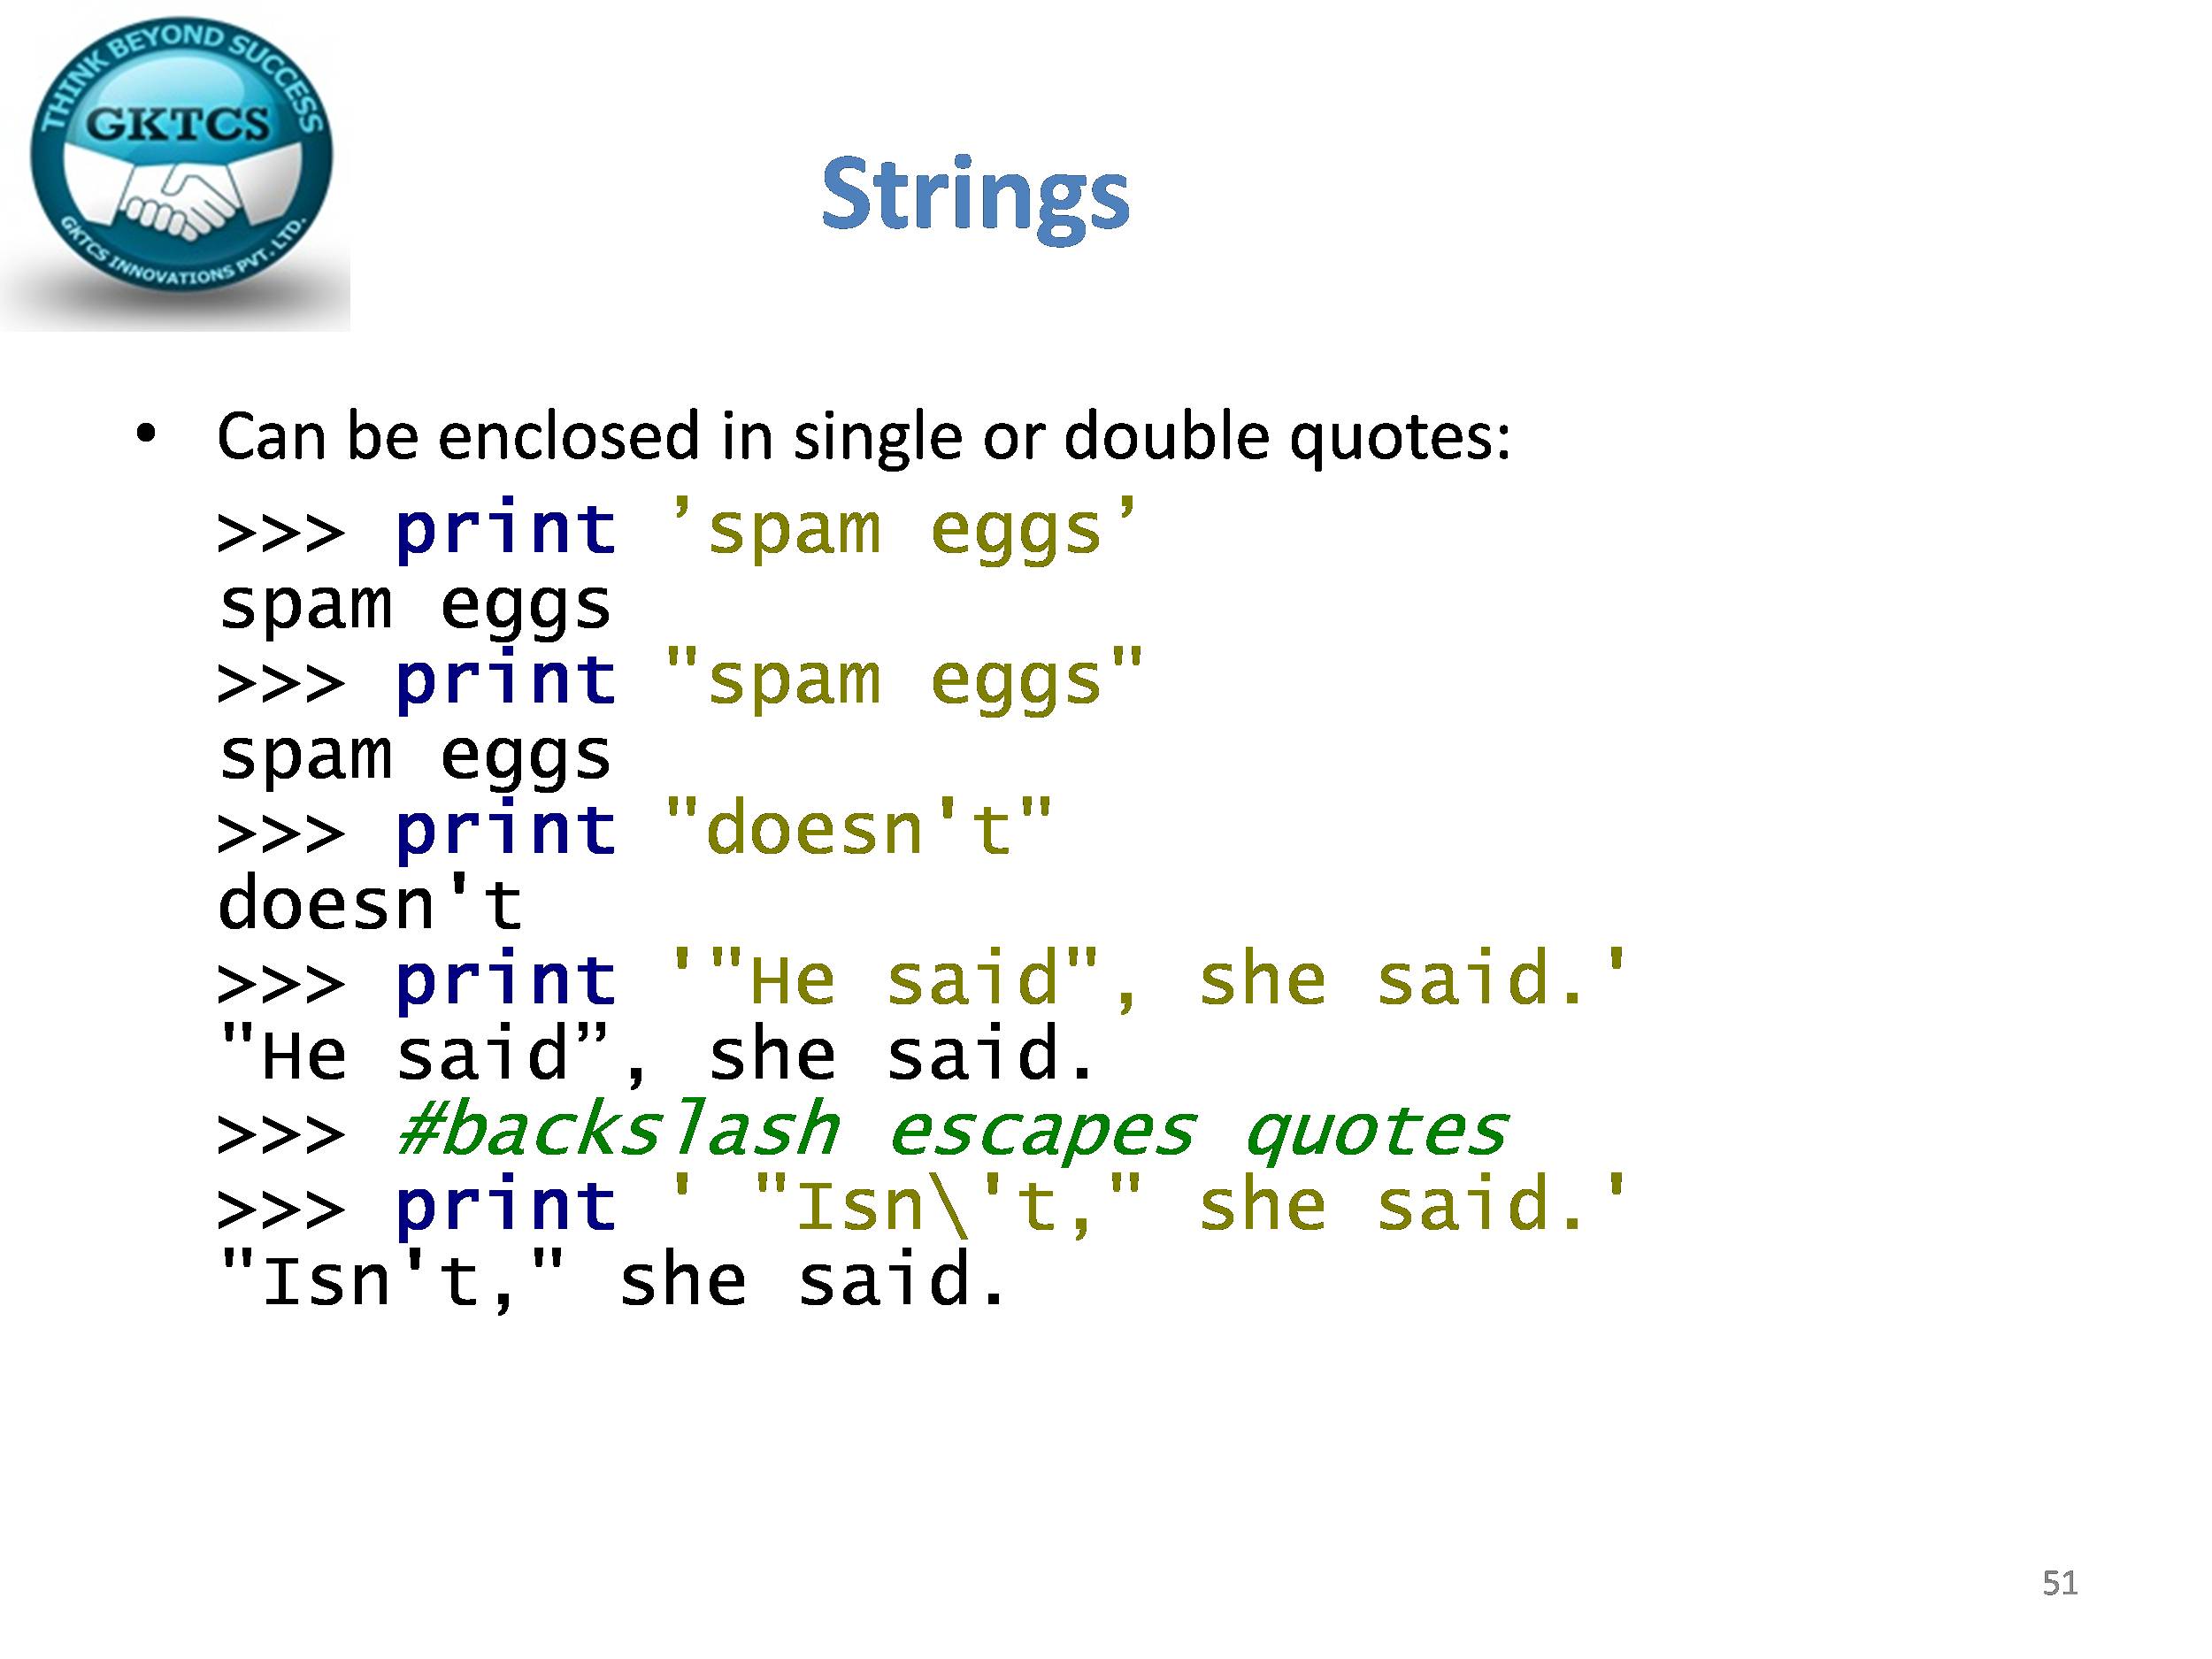 THINK BEYOND SUCCESS
GKTCS
GKTCS INNOVATIONS PVT. LTD.
Strings
• Can be enclosed in single or double quotes:
>>> print ’spam eggs’
spam eggs
>>> print "spam eggs"
spam eggs
>>> print "doesn't"
doesn't
>>> print '"He said", she said.'
"He said”, she said.
>>> #backslash escapes quotes
>>> print ' "Isn\'t," she said.'
"Isn't," she said.
51